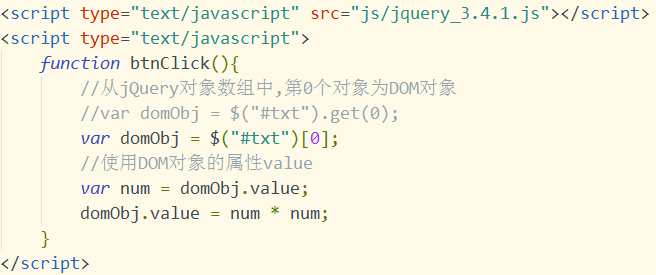 <script type="text/javascript" src="js/jquery_3.4.1.js"></script>
<script type="text/javascript">
    function btnClick(){
        //从jQuery对象数组中,第0个对象为DOM对象
        //var domObj = $("#txt").get(0);
        var domObj = $("#txt")[0];
        //使用DOM对象的属性value
        var num = domObj.value;
        domObj.value = num * num;
    }
</script>